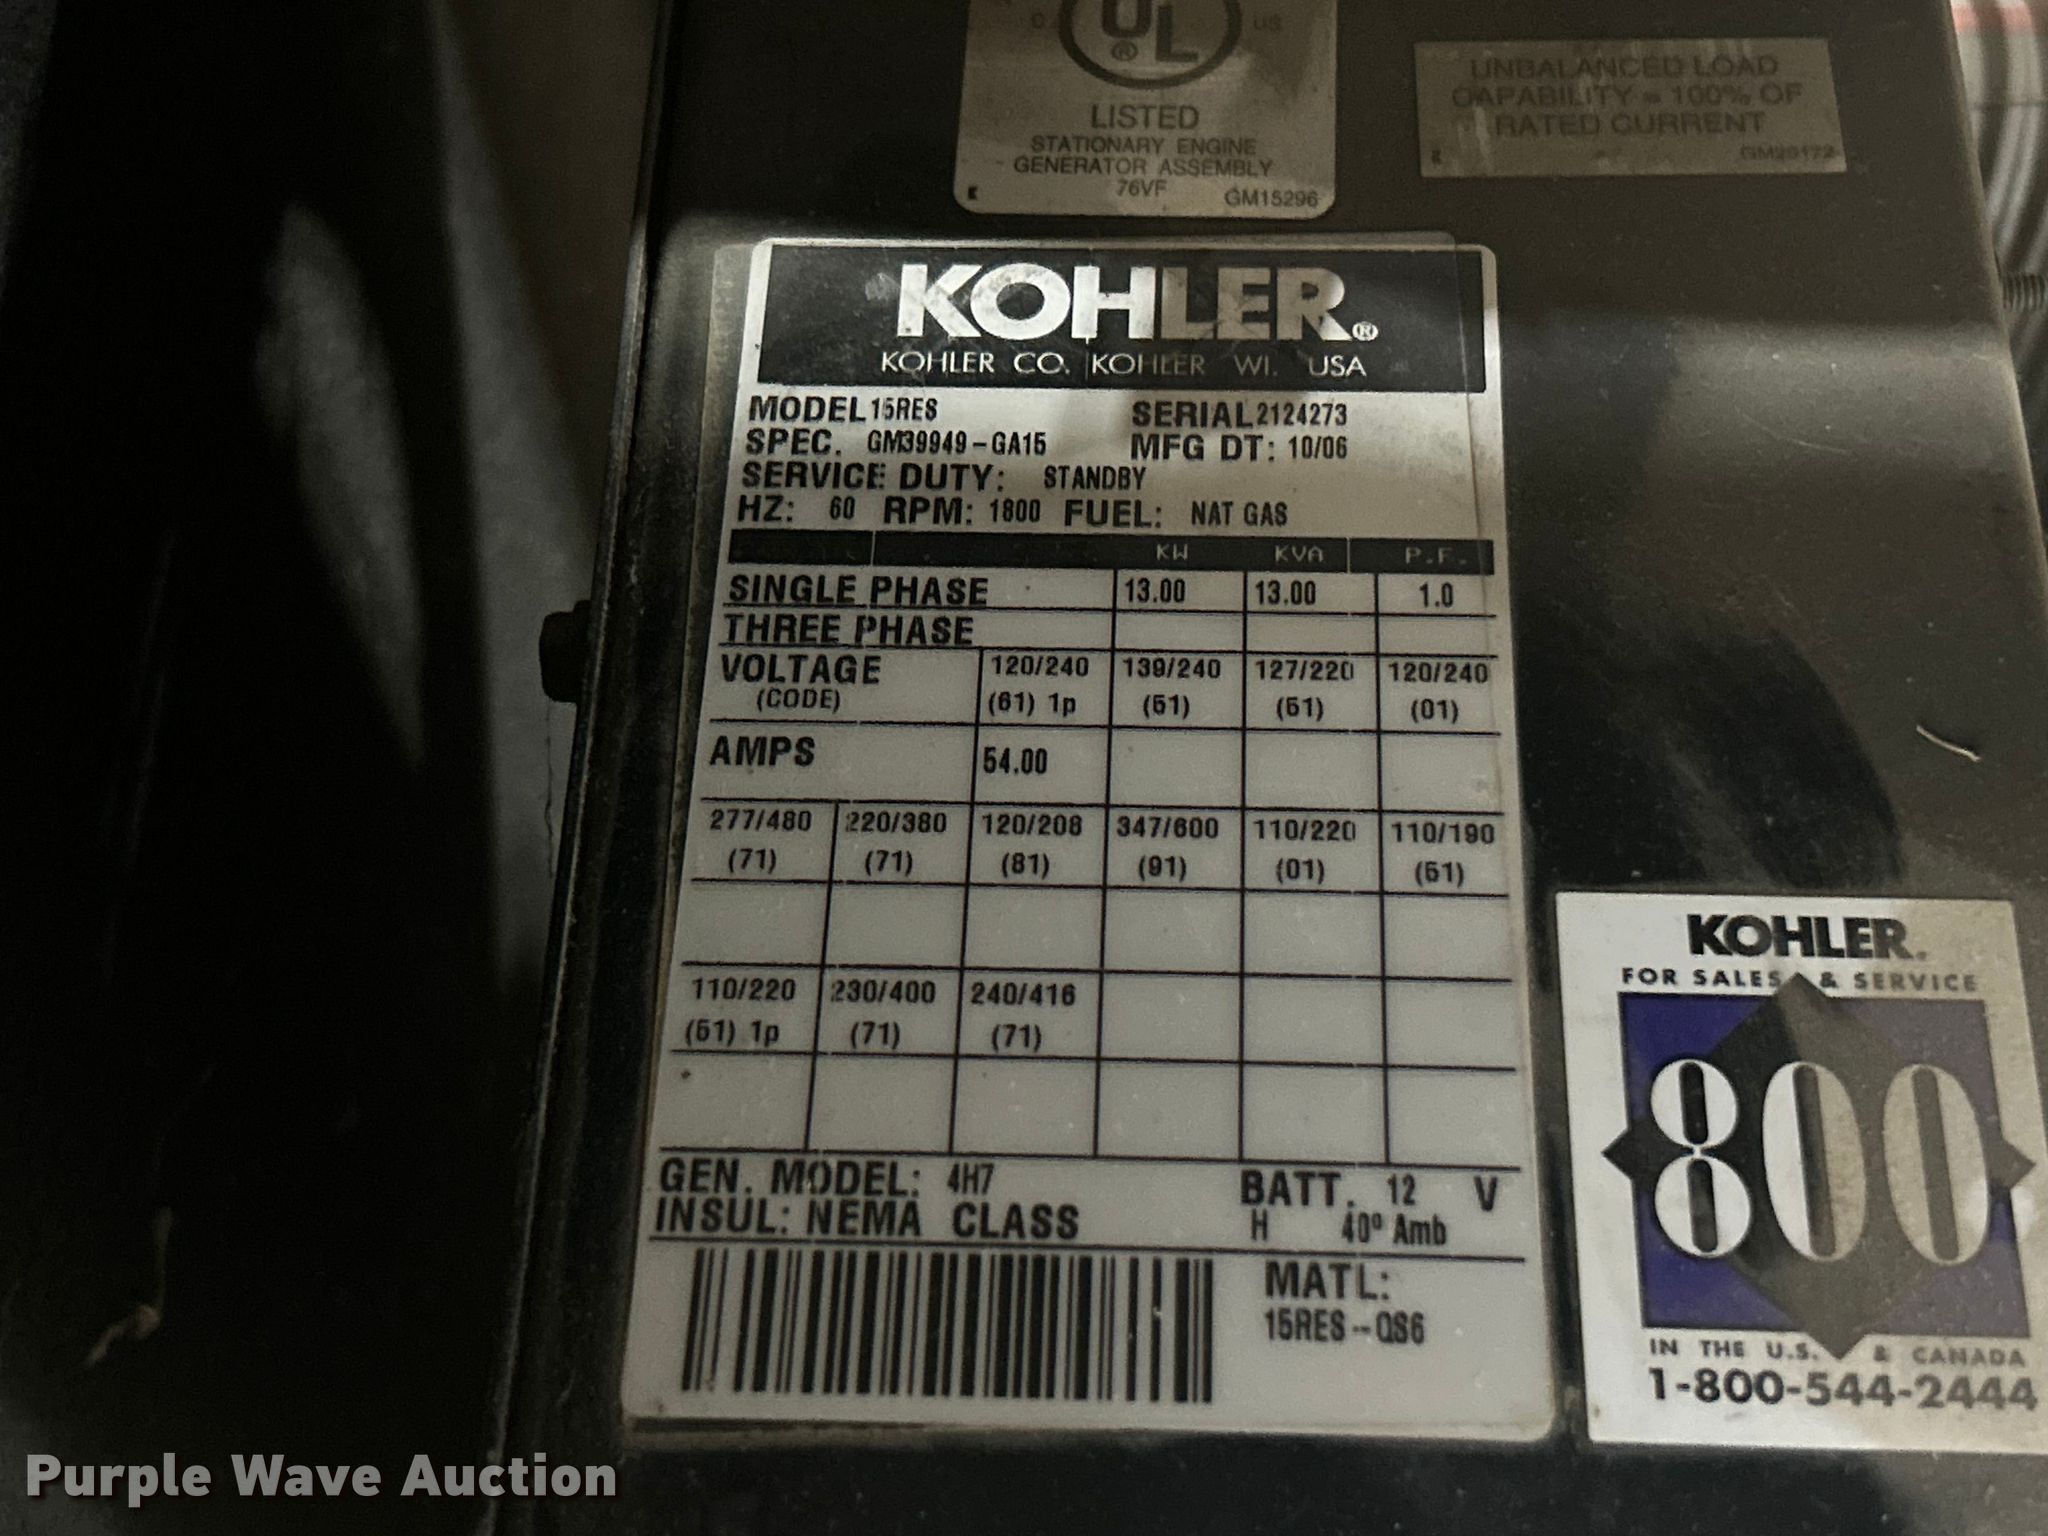 UL
®
LISTED
STATIONARY ENGINE
GENERATOR ASSEMBLY
76VF
GM15296
UNBALANCED LOAD
CAPABILITY = 100% OF
RATED CURRENT
GM20172
KOHLER®
KOHLER CO. KOHLER WI. USA
MODEL 15RES SERIAL 2124273
SPEC. GM39949-GA15 MFG DT: 10/06
SERVICE DUTY: STANDBY
HZ: 60 RPM: 1800 FUEL: NAT GAS
KW KVA P.F.
SINGLE PHASE 13.00 13.00 1.0
THREE PHASE
VOLTAGE 120/240 139/240 127/220 120/240
(CODE) (61) 1p (51) (61) (01)
AMPS 54.00
277/480 220/380 120/208 347/600 110/220 110/190
(71) (71) (81) (91) (01) (61)
110/220 230/400 240/416
(61) 1p (71) (71)
GEN. MODEL: 4H7 BATT. 12 V
INSUL: NEMA CLASS H 40º Amb
MATL:
15RES--QS6
KOHLER.
FOR SALES & SERVICE
800
IN THE U.S. & CANADA
1-800-544-2444
Purple Wave Auction